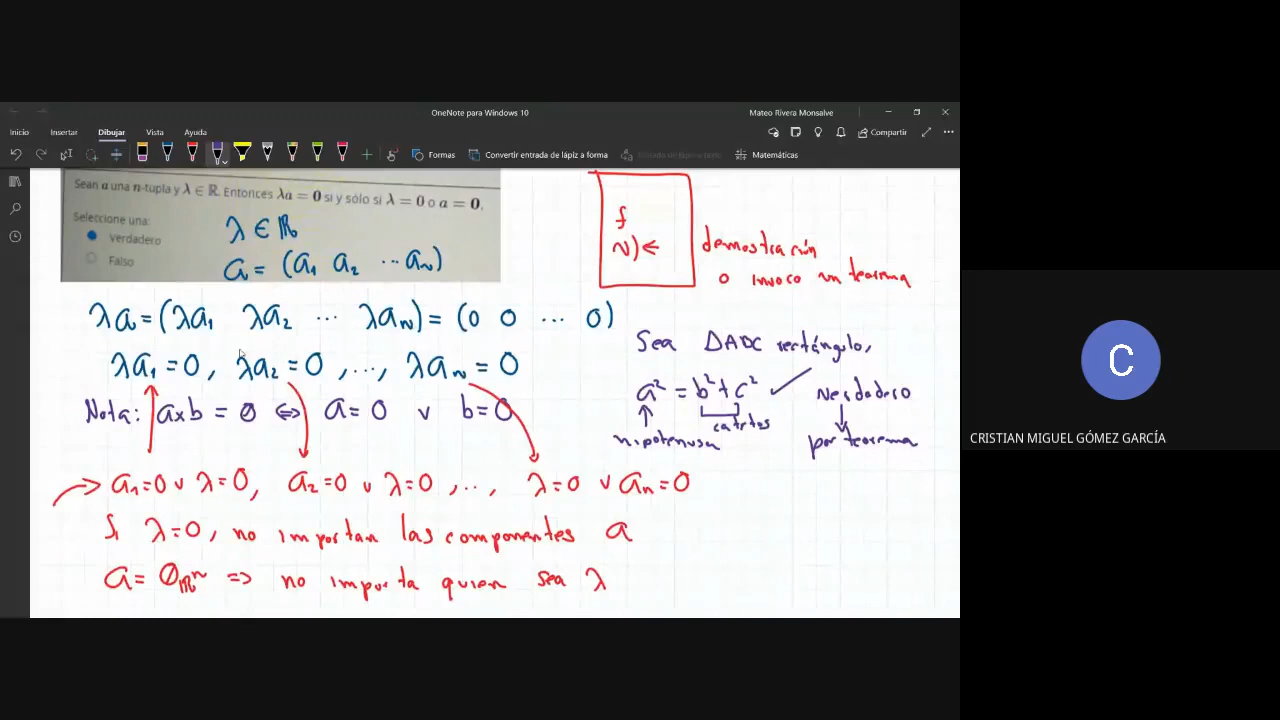 OneNote para Windows 10
Mateo Rivera Monsalve
Inicio Insertar Dibujar Vista Ayuda
Compartir
Formas
Convertir entrada de lápiz a forma
Entrada de lápiz a texto
Matemáticas
Sean a una n-tupla y λ ∈ ℝ. Entonces λa = 0 si y sólo si λ = 0 o a = 0.
Seleccione una:
Verdadero
Falso
λ ∈ ℝ
a = (a₁ a₂ ⋯ aₙ)
λa = (λa₁ λa₂ ⋯ λaₙ) = (0 0 ⋯ 0)
λa₁ = 0, λa₂ = 0, ..., λaₙ = 0
Nota: a×b = 0 ⇔ a = 0 v b = 0
a₁=0 v λ=0, a₂=0 v λ=0, ..., λ=0 v aₙ=0
Si λ=0, no importan las componentes a
a = 0ℝⁿ => no importa quien sea λ
f
v)←
demostración
o invoco un teorema
Sea Δ rectángulo,
a² = b² + c² ✓
hipotenusa
catetos
Verdadero
por teorema
C
CRISTIAN MIGUEL GÓMEZ GARCÍA